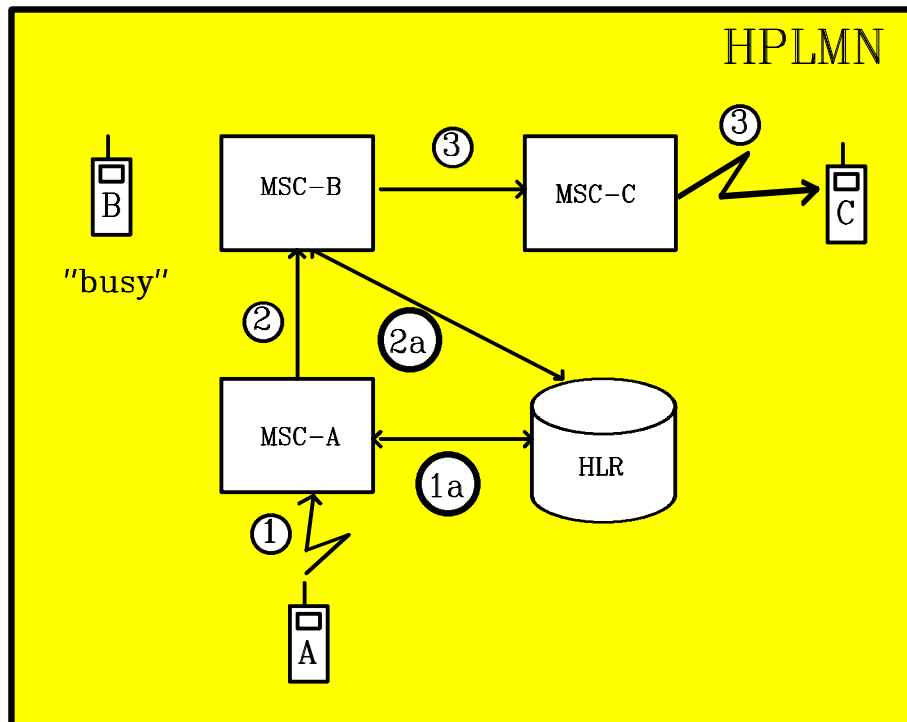 HPLMN
3
3
MSC-B
MSC-C
B
C
"busy"
2
2a
MSC-A
HLR
1a
1
A